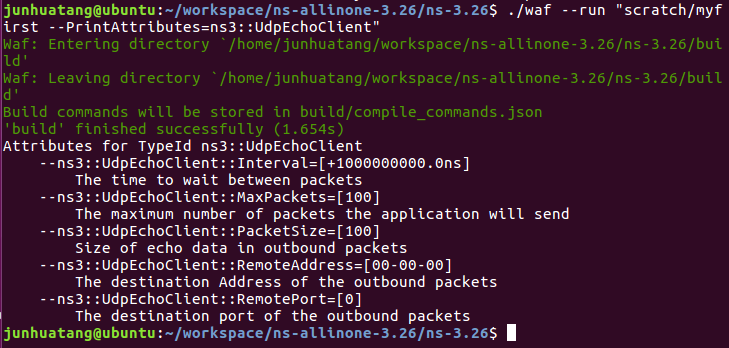 junhuatang@ubuntu:~/workspace/ns-allinone-3.26/ns-3.26$ ./waf --run "scratch/myf
irst --PrintAttributes=ns3::UdpEchoClient"
Waf: Entering directory `/home/junhuatang/workspace/ns-allinone-3.26/ns-3.26/bui
ld'
Waf: Leaving directory `/home/junhuatang/workspace/ns-allinone-3.26/ns-3.26/buil
d'
Build commands will be stored in build/compile_commands.json
'build' finished successfully (1.654s)
Attributes for TypeId ns3::UdpEchoClient
    --ns3::UdpEchoClient::Interval=[+1000000000.0ns]
        The time to wait between packets
    --ns3::UdpEchoClient::MaxPackets=[100]
        The maximum number of packets the application will send
    --ns3::UdpEchoClient::PacketSize=[100]
        Size of echo data in outbound packets
    --ns3::UdpEchoClient::RemoteAddress=[00-00-00]
        The destination Address of the outbound packets
    --ns3::UdpEchoClient::RemotePort=[0]
        The destination port of the outbound packets
junhuatang@ubuntu:~/workspace/ns-allinone-3.26/ns-3.26$